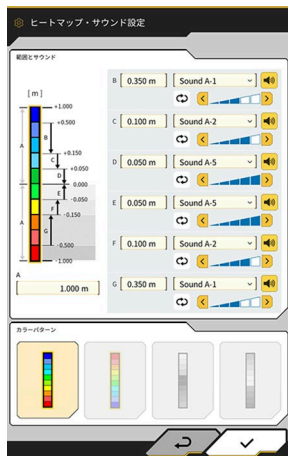 ヒートマップ・サウンド設定
範囲とサウンド
[ m ]
+1.000
+0.500
+0.150
+0.050
0.000
-0.050
-0.150
-0.500
-1.000
A
A
B
C
D
E
F
G
A
1.000 m
B 0.350 m Sound A-1
C 0.100 m Sound A-2
D 0.050 m Sound A-5
E 0.050 m Sound A-5
F 0.100 m Sound A-2
G 0.350 m Sound A-1
カラーパターン